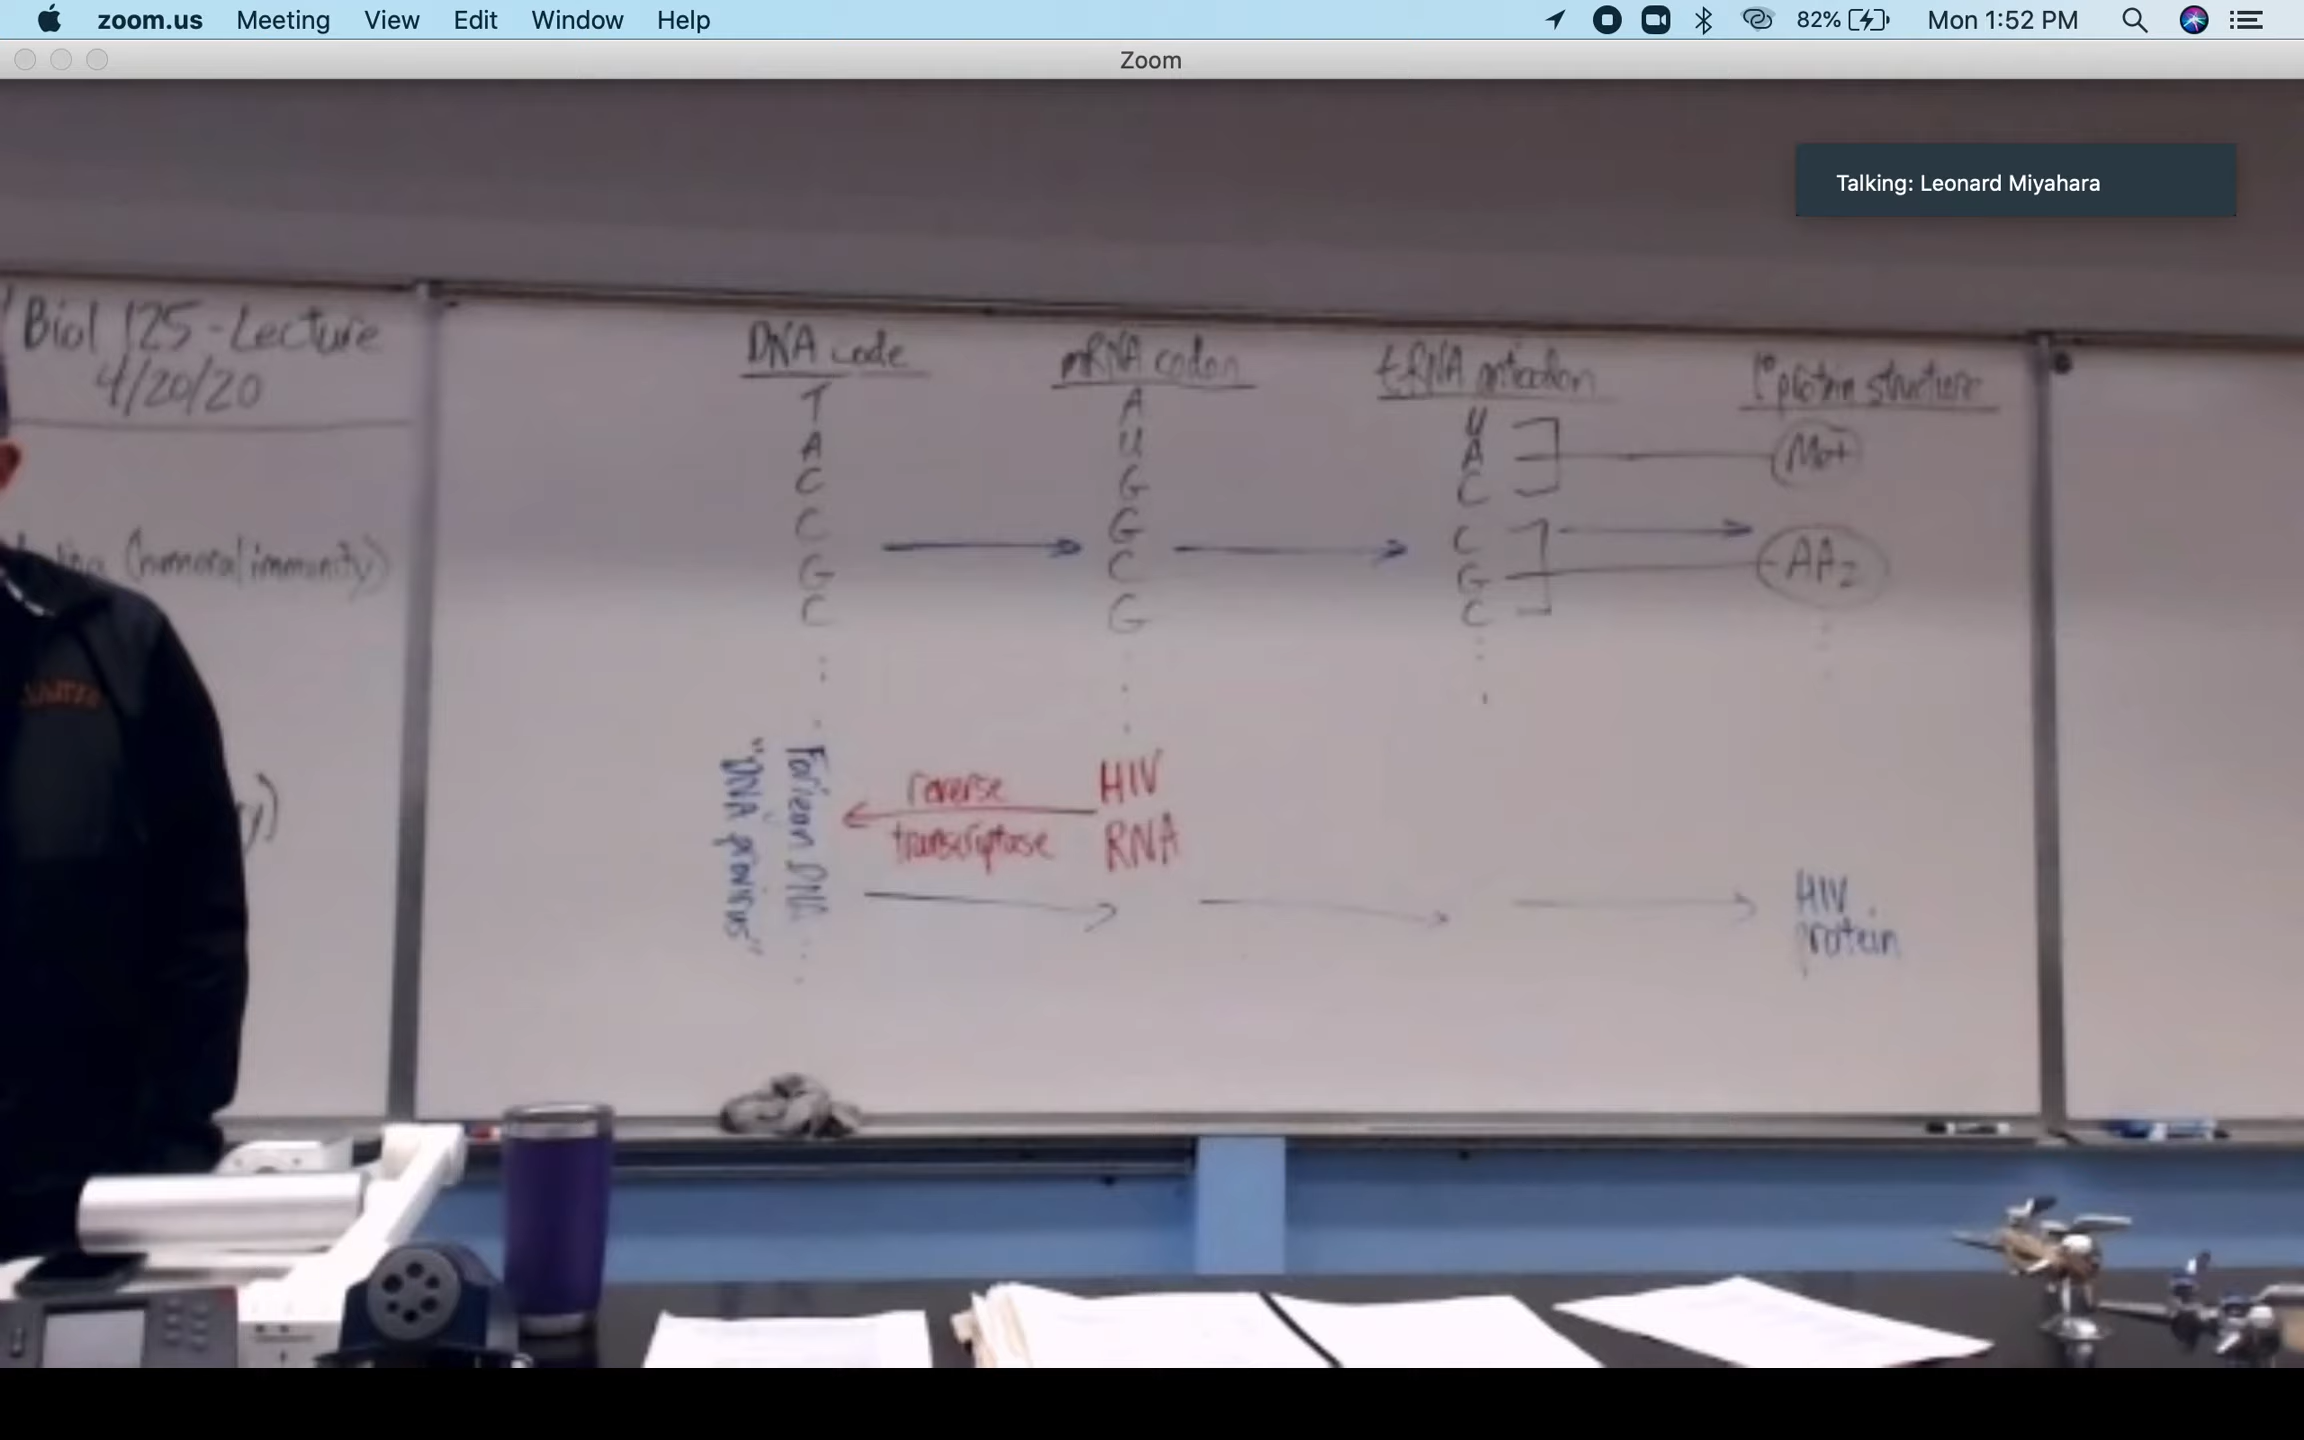 zoom.us Meeting View Edit Window Help
82% Mon 1:52 PM
Zoom
Talking: Leonard Miyahara
Biol 125 - Lecture
4/20/20
(humoral immunity)
DNA code
T
A
C
C
G
C
mRNA codon
A
U
G
G
C
G
tRNA anticodon
U
A
C
C
G
C
1° protein structure
Met
AA2
Foriegn DNA
"DNA provirus"
reverse
transcriptase
HIV
RNA
HIV
protein